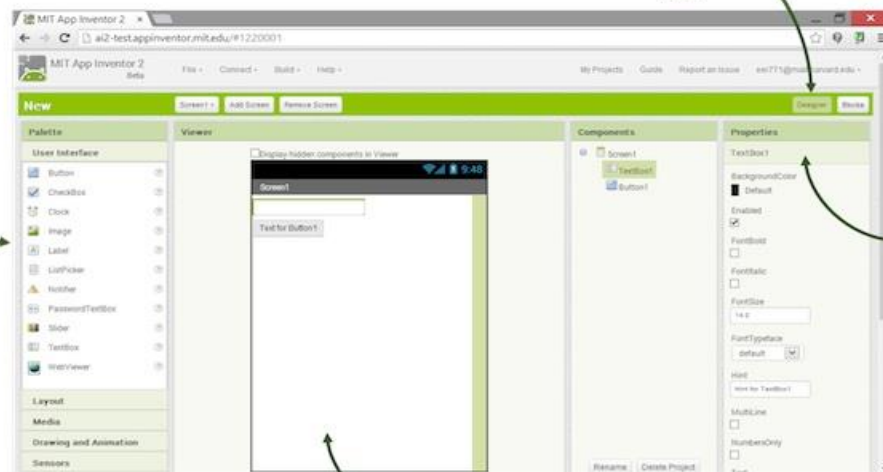 MIT App Inventor 2
ai2-test.appinventor.mit.edu/#1220001
MIT App Inventor 2
Beta
File Connect Build Help
My Projects Guide Report an Issue
New
Screen1 Add Screen Remove Screen
Designer Blocks
Palette
Viewer
Components
Properties
User Interface
Button
CheckBox
Clock
Image
Label
ListPicker
Notifier
PasswordTextBox
Slider
TextBox
WebViewer
Layout
Media
Drawing and Animation
Sensors
Display hidden components in Viewer
9:48
Screen1
Text for Button1
Screen1
TextBox1
Button1
Rename Delete Project
TextBox1
BackgroundColor
Default
Enabled
FontBold
FontItalic
FontSize
14.0
FontTypeface
default
Hint
Hint for TextBox1
MultiLine
NumbersOnly